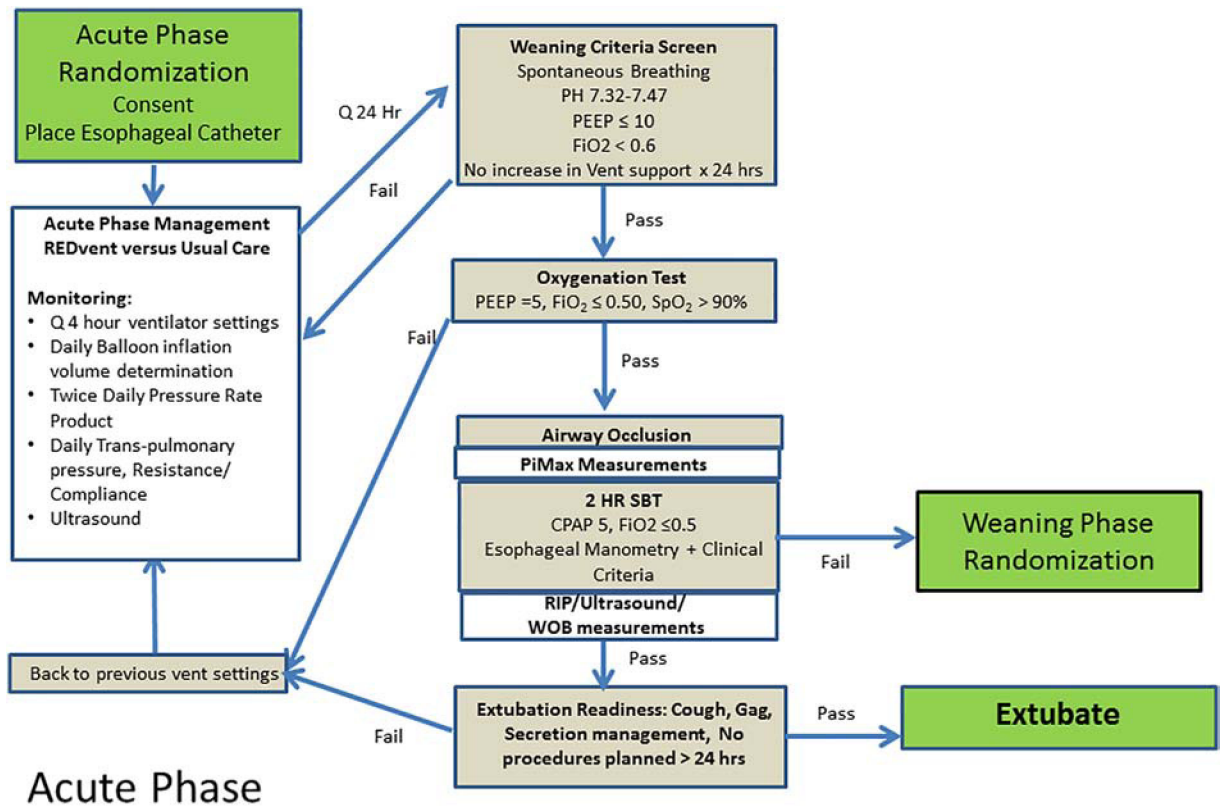 Acute Phase
Randomization
Consent
Place Esophageal Catheter
Acute Phase Management
REDvent versus Usual Care
Monitoring:
• Q 4 hour ventilator settings
• Daily Balloon inflation
volume determination
• Twice Daily Pressure Rate
Product
• Daily Trans-pulmonary
pressure, Resistance/
Compliance
• Ultrasound
Back to previous vent settings
Q 24 Hr
Fail
Weaning Criteria Screen
Spontaneous Breathing
PH 7.32-7.47
PEEP ≤ 10
FiO2 < 0.6
No increase in Vent support x 24 hrs
Pass
Oxygenation Test
PEEP =5, FiO₂ ≤ 0.50, SpO₂ > 90%
Fail
Pass
Airway Occlusion
PiMax Measurements
2 HR SBT
CPAP 5, FiO2 ≤0.5
Esophageal Manometry + Clinical
Criteria
RIP/Ultrasound/
WOB measurements
Fail
Weaning Phase
Randomization
Pass
Extubation Readiness: Cough, Gag,
Secretion management, No
procedures planned > 24 hrs
Fail
Pass
Extubate
Acute Phase